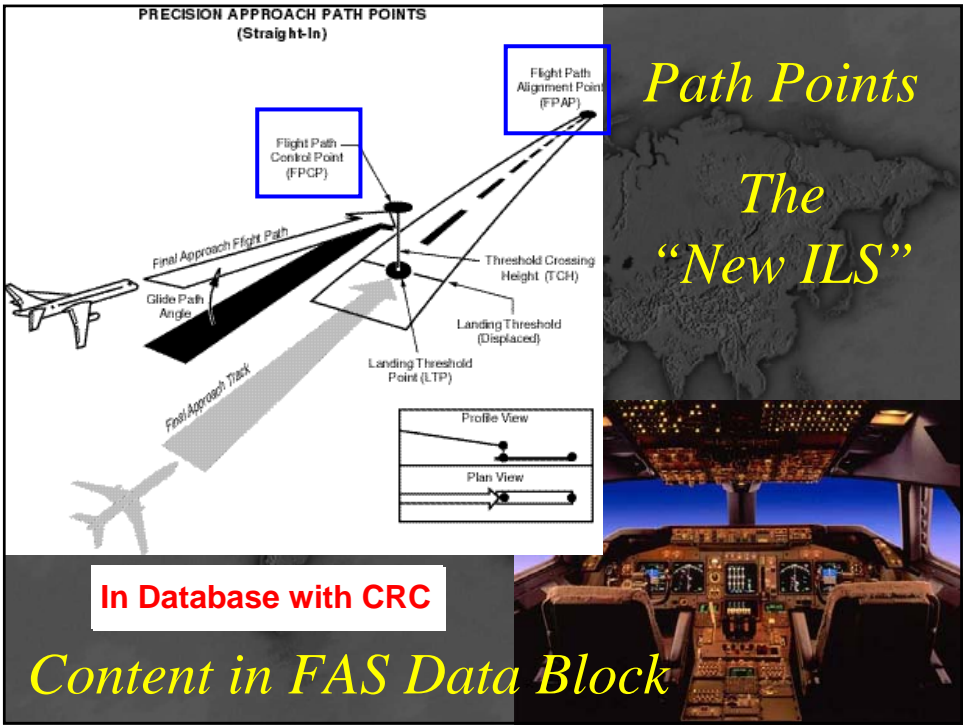 PRECISION APPROACH PATH POINTS
(Straight-In)
Flight Path
Alignment Point
(FPAP)
Path Points
The
“New ILS”
Flight Path
Control Point
(FPCP)
Final Approach Flight Path
Threshold Crossing
Height (TCH)
Glide Path
Angle
Landing Threshold
(Displaced)
Landing Threshold
Point (LTP)
Final Approach Track
Profile View
Plan View
In Database with CRC
Content in FAS Data Block